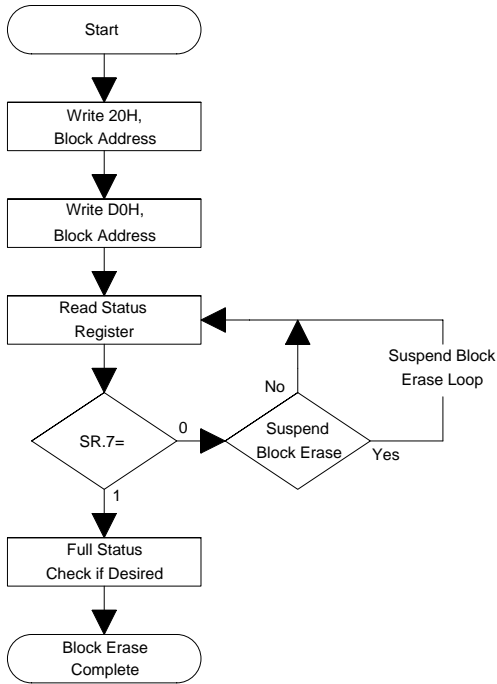 Start
Write 20H,
Block Address
Write D0H,
Block Address
Read Status
Register
Suspend Block
Erase Loop
No
SR.7=
0
Suspend
Block Erase
Yes
1
Full Status
Check if Desired
Block Erase
Complete